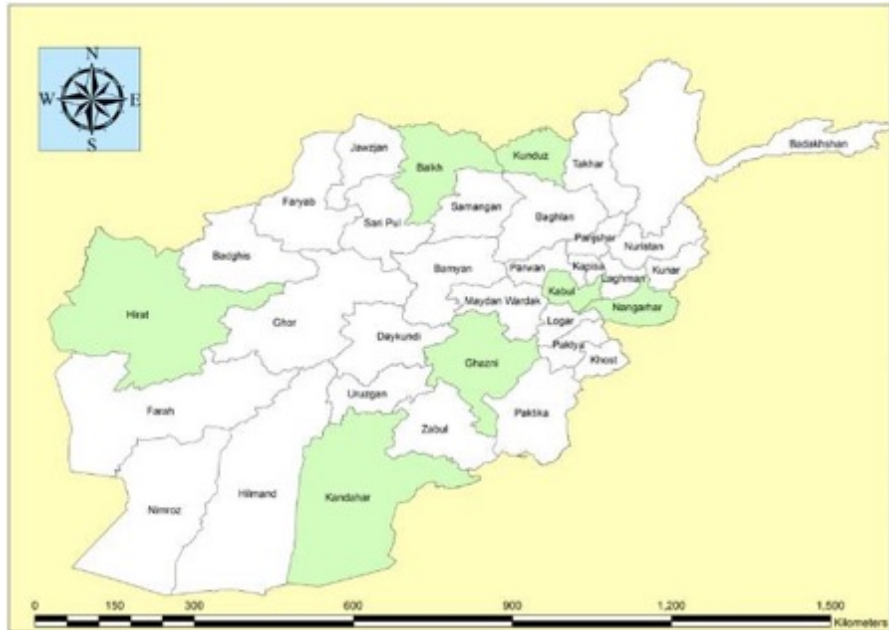 N
W E
S
Jawzjan
Balkh
Kunduz
Takhar
Badakhshan
Faryab
Sari Pul
Samangan
Baghlan
Panjshar
Nuristan
Badghis
Bamyan
Parwan
Kapisa
Laghman
Kunar
Hirat
Ghor
Maydan Wardak
Kabul
Nangarhar
Daykundi
Logar
Ghazni
Paktya
Khost
Uruzgan
Farah
Zabul
Paktika
Kandahar
Hilmand
Nimroz
0 150 300 600 900 1,200 1,500
Kilometers